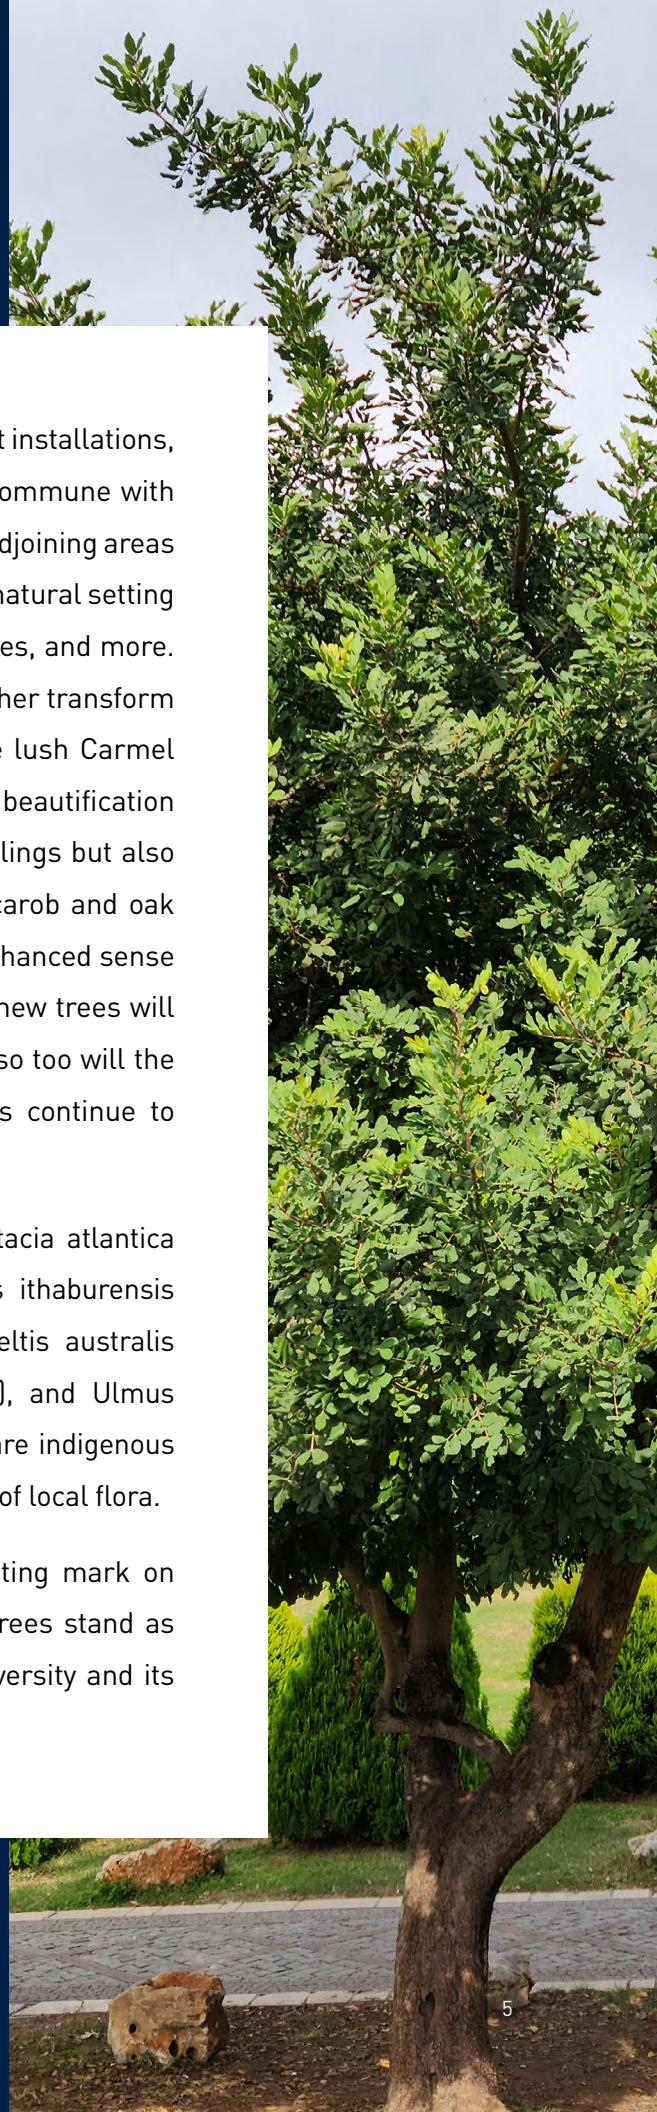 t installations,
ommune with
djoining areas
natural setting
es, and more.
her transform
e lush Carmel
beautification
lings but also
carob and oak
hanced sense
new trees will
so too will the
s continue to
tacia atlantica
s ithaburensis
eltis australis
), and Ulmus
are indigenous
of local flora.
ting mark on
rees stand as
versity and its
5